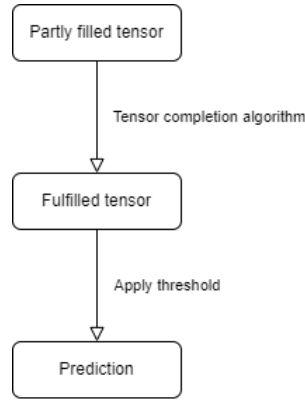 Partly filled tensor
Tensor completion algorithm
Fulfilled tensor
Apply threshold
Prediction